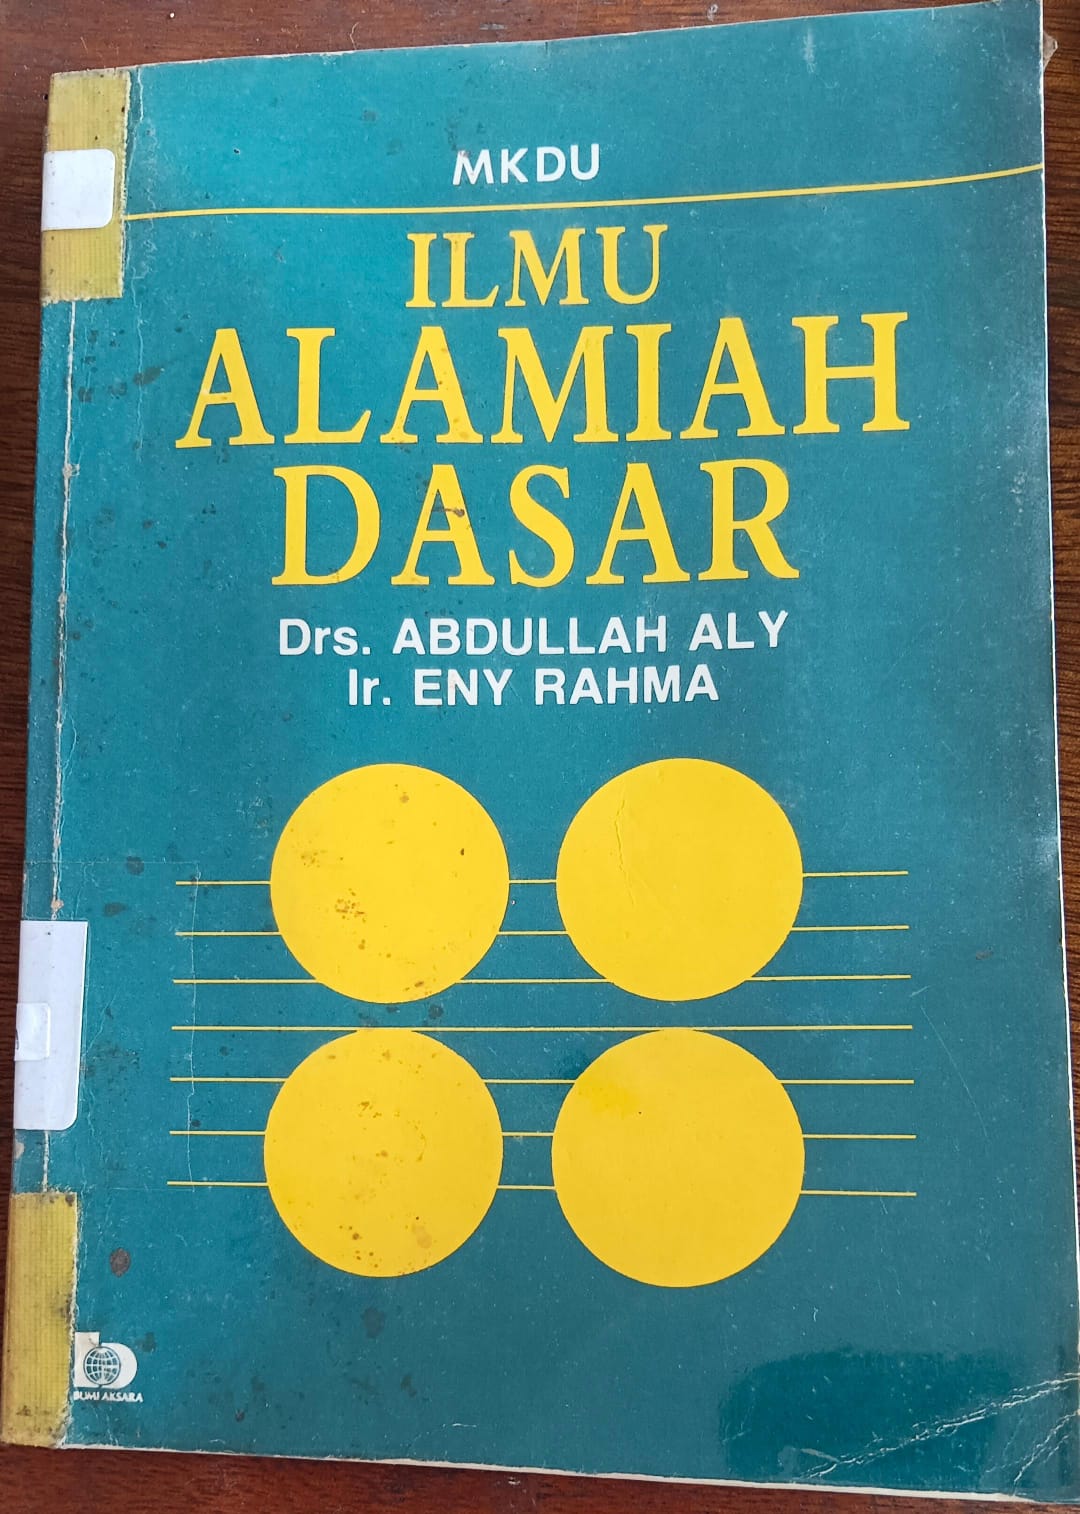 MKDU
ILMU
ALAMIAH
DASAR
Drs. ABDULLAH ALY
Ir. ENY RAHMA
BUMI AKSARA